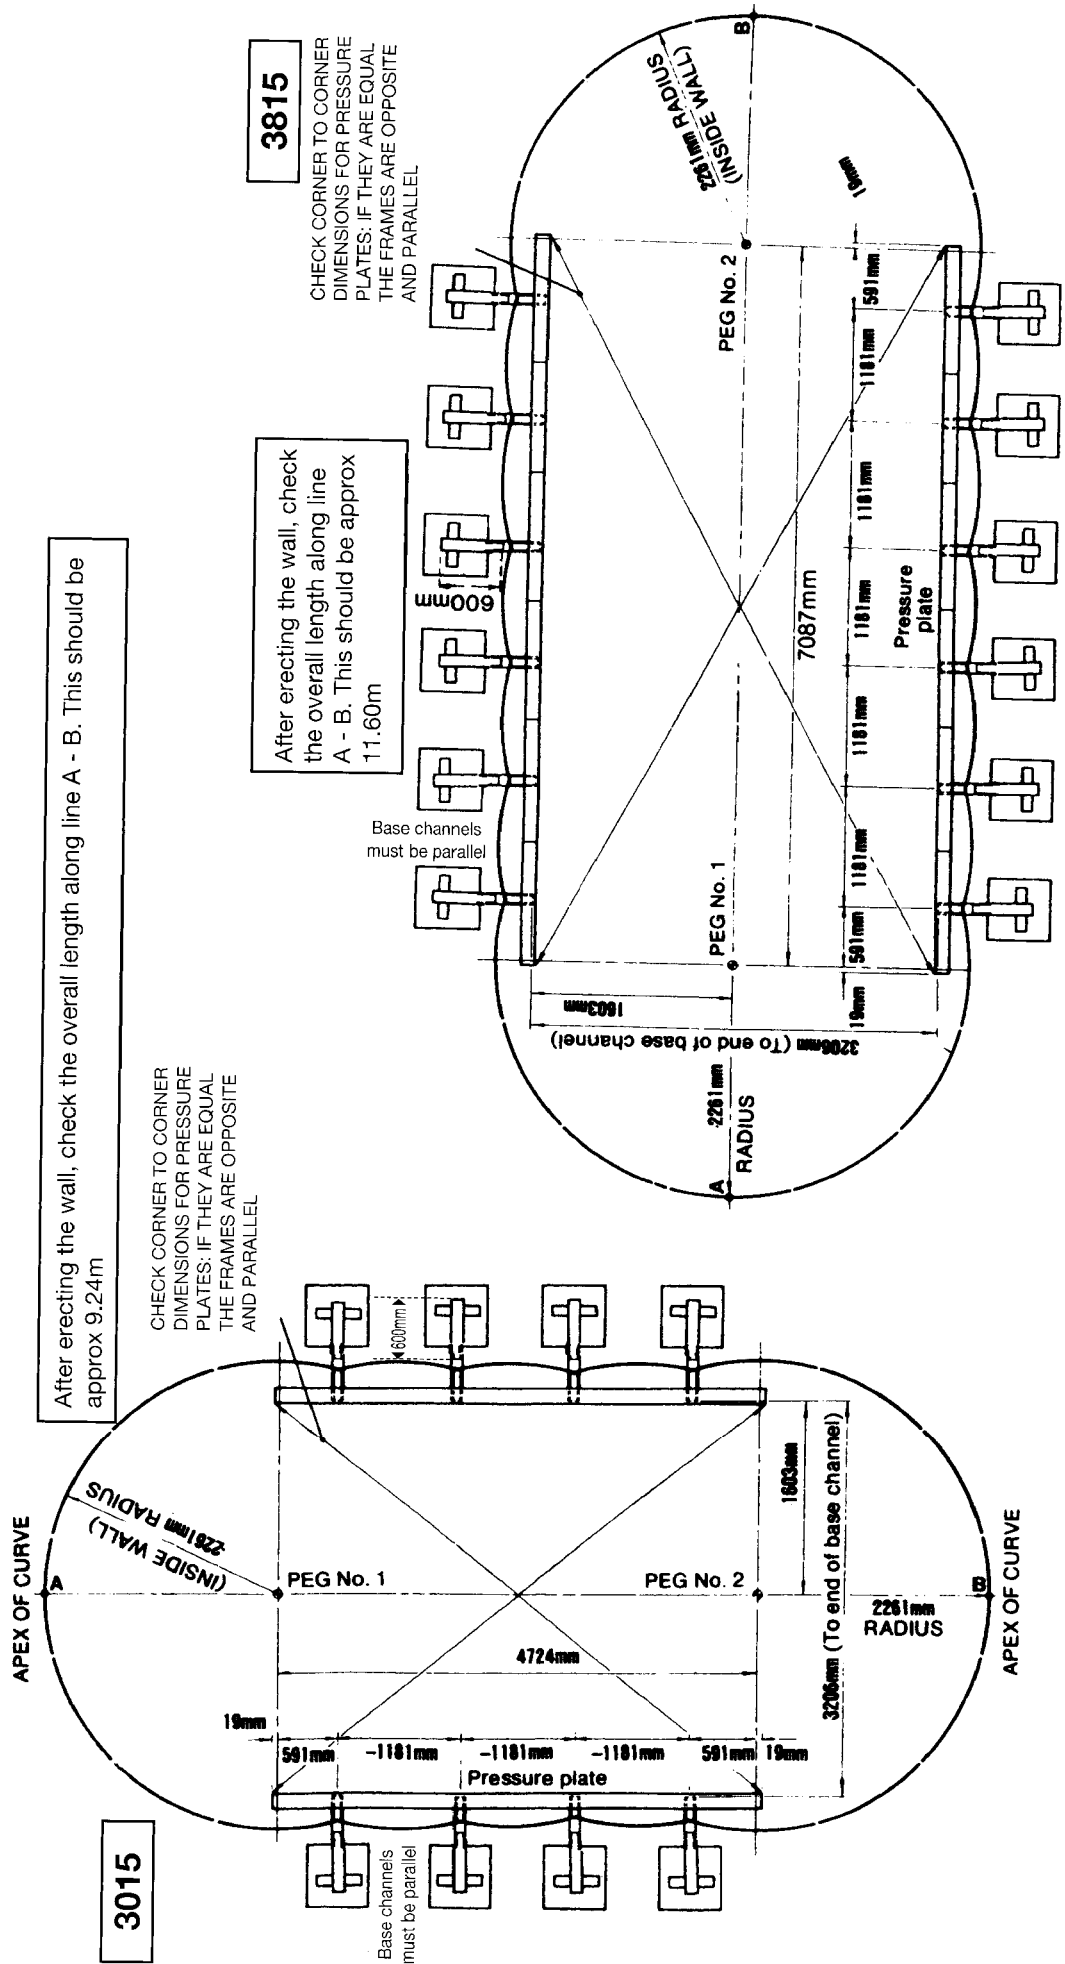 3015
After erecting the wall, check the overall length along line A - B. This should be
approx 9.24m
CHECK CORNER TO CORNER
DIMENSIONS FOR PRESSURE
PLATES: IF THEY ARE EQUAL
THE FRAMES ARE OPPOSITE
AND PARALLEL
APEX OF CURVE
A
2261mm RADIUS
(INSIDE WALL)
PEG No. 1
PEG No. 2
600mm
1603mm
3206mm (To end of base channel)
B
2261mm
RADIUS
APEX OF CURVE
4724mm
19mm
591mm
1181mm
1181mm
1181mm
591mm
19mm
Pressure plate
Base channels
must be parallel
3815
CHECK CORNER TO CORNER
DIMENSIONS FOR PRESSURE
PLATES: IF THEY ARE EQUAL
THE FRAMES ARE OPPOSITE
AND PARALLEL
After erecting the wall, check
the overall length along line
A - B. This should be approx
11.60m
Base channels
must be parallel
600mm
2261mm RADIUS
(INSIDE WALL)
B
PEG No. 1
PEG No. 2
A
2261mm
RADIUS
1603mm
3206mm (To end of base channel)
7087mm
19mm
591mm
1181mm
1181mm
1181mm
1181mm
1181mm
591mm
19mm
Pressure
plate